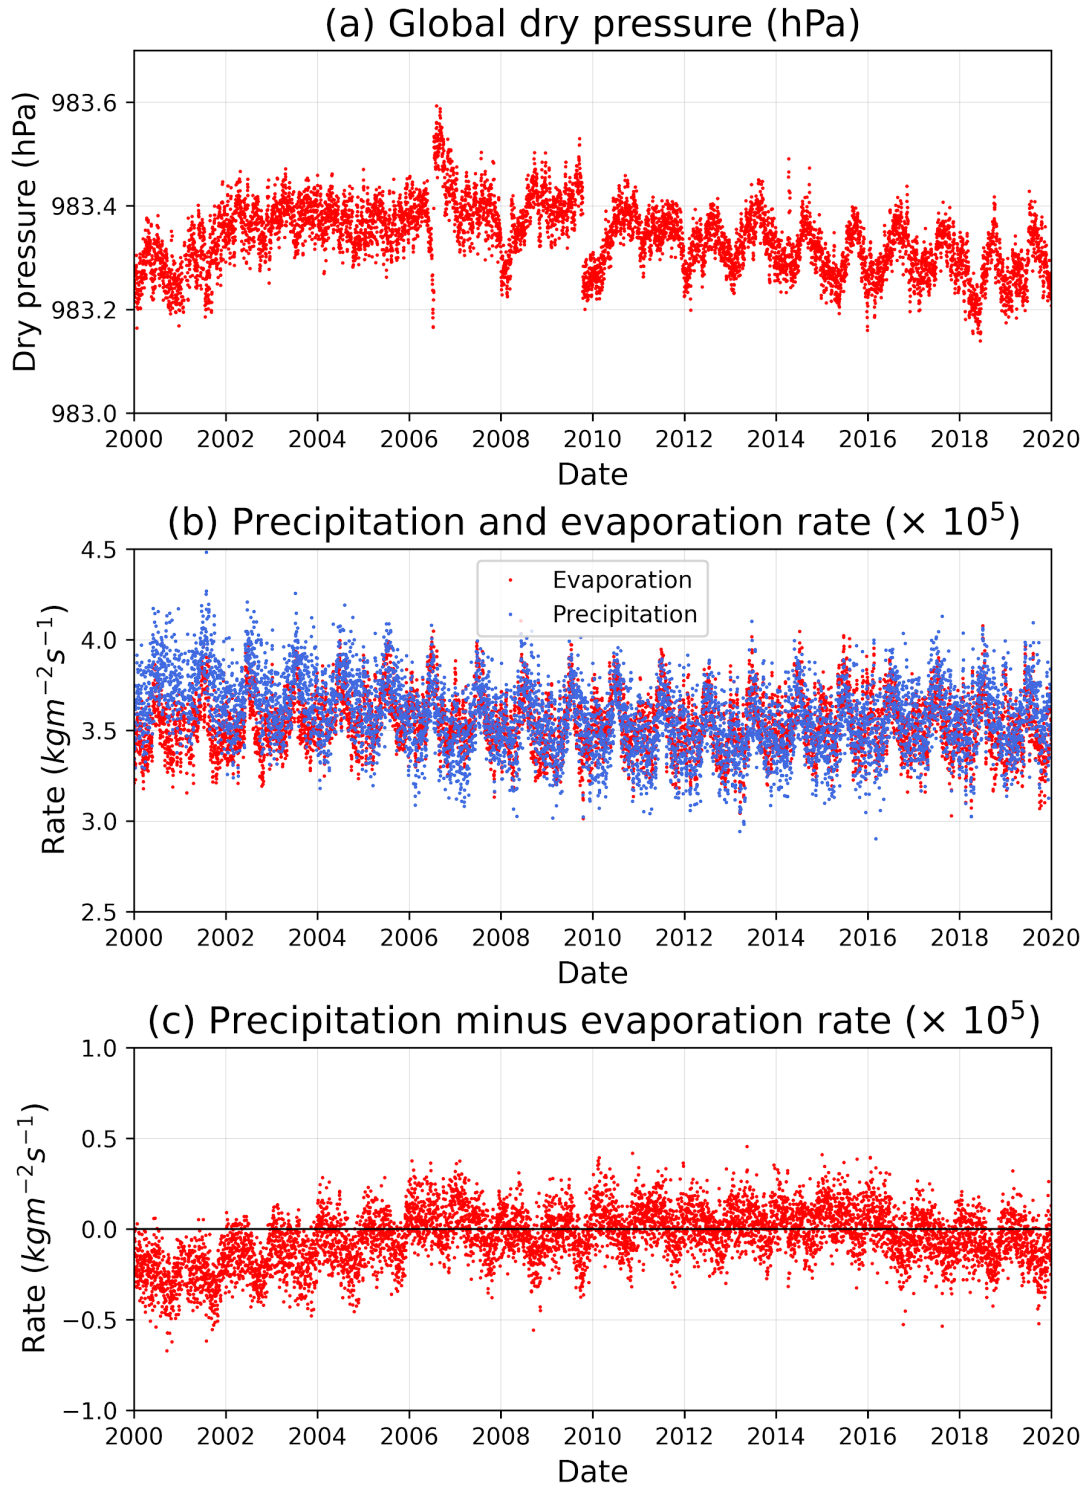 (a) Global dry pressure (hPa)
Dry pressure (hPa)
983.6
983.4
983.2
983.0
2000 2002 2004 2006 2008 2010 2012 2014 2016 2018 2020
Date
(b) Precipitation and evaporation rate (× 10⁵)
Rate (kgm⁻²s⁻¹)
4.5
4.0
3.5
3.0
2.5
Evaporation
Precipitation
2000 2002 2004 2006 2008 2010 2012 2014 2016 2018 2020
Date
(c) Precipitation minus evaporation rate (× 10⁵)
Rate (kgm⁻²s⁻¹)
1.0
0.5
0.0
−0.5
−1.0
2000 2002 2004 2006 2008 2010 2012 2014 2016 2018 2020
Date